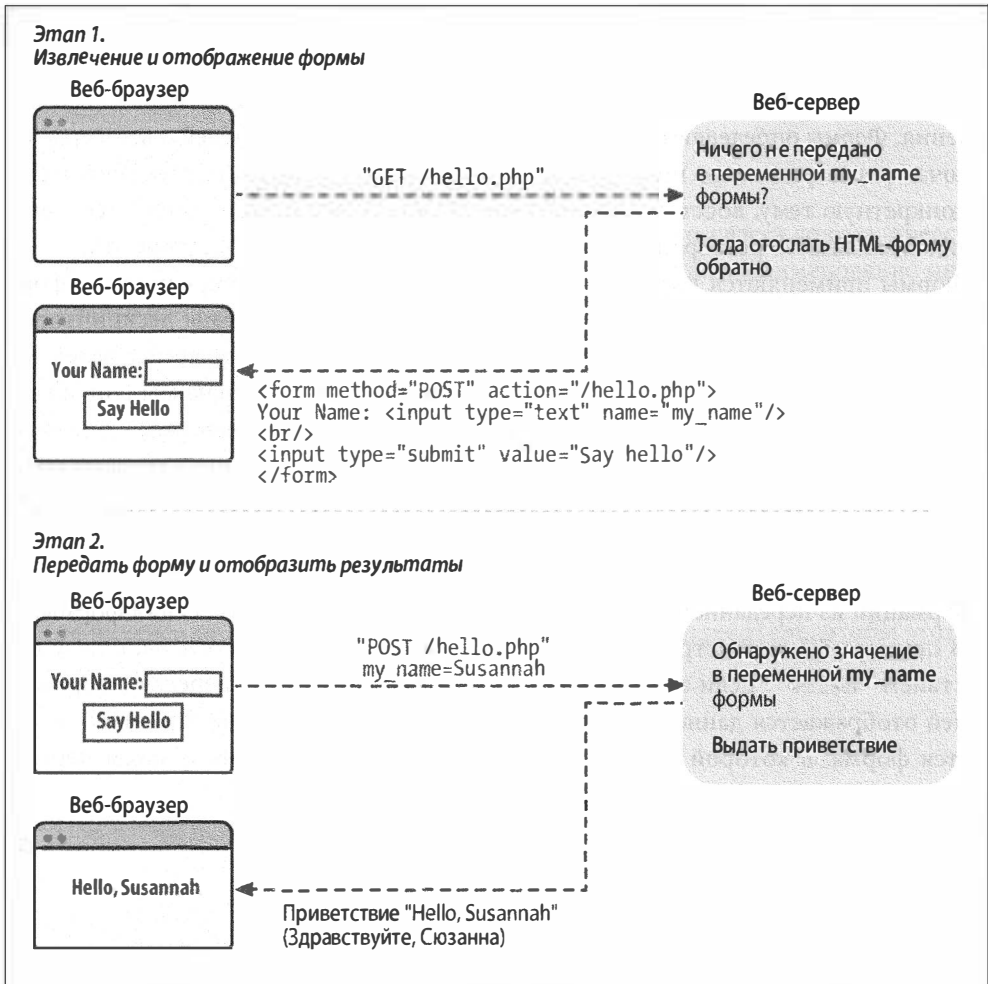 Этап 1.
Извлечение и отображение формы
Веб-браузер
Веб-сервер
"GET /hello.php"
Ничего не передано
в переменной my_name
формы?
Тогда отослать HTML-форму
обратно
Веб-браузер
Your Name:
Say Hello
<form method="POST" action="/hello.php">
Your Name: <input type="text" name="my_name"/>
<br/>
<input type="submit" value="Say hello"/>
</form>
Этап 2.
Передать форму и отобразить результаты
Веб-браузер
Веб-сервер
Your Name:
Say Hello
"POST /hello.php"
my_name=Susannah
Обнаружено значение
в переменной my_name
формы
Выдать приветствие
Веб-браузер
Hello, Susannah
Приветствие "Hello, Susannah"
(Здравствуйте, Сюзанна)